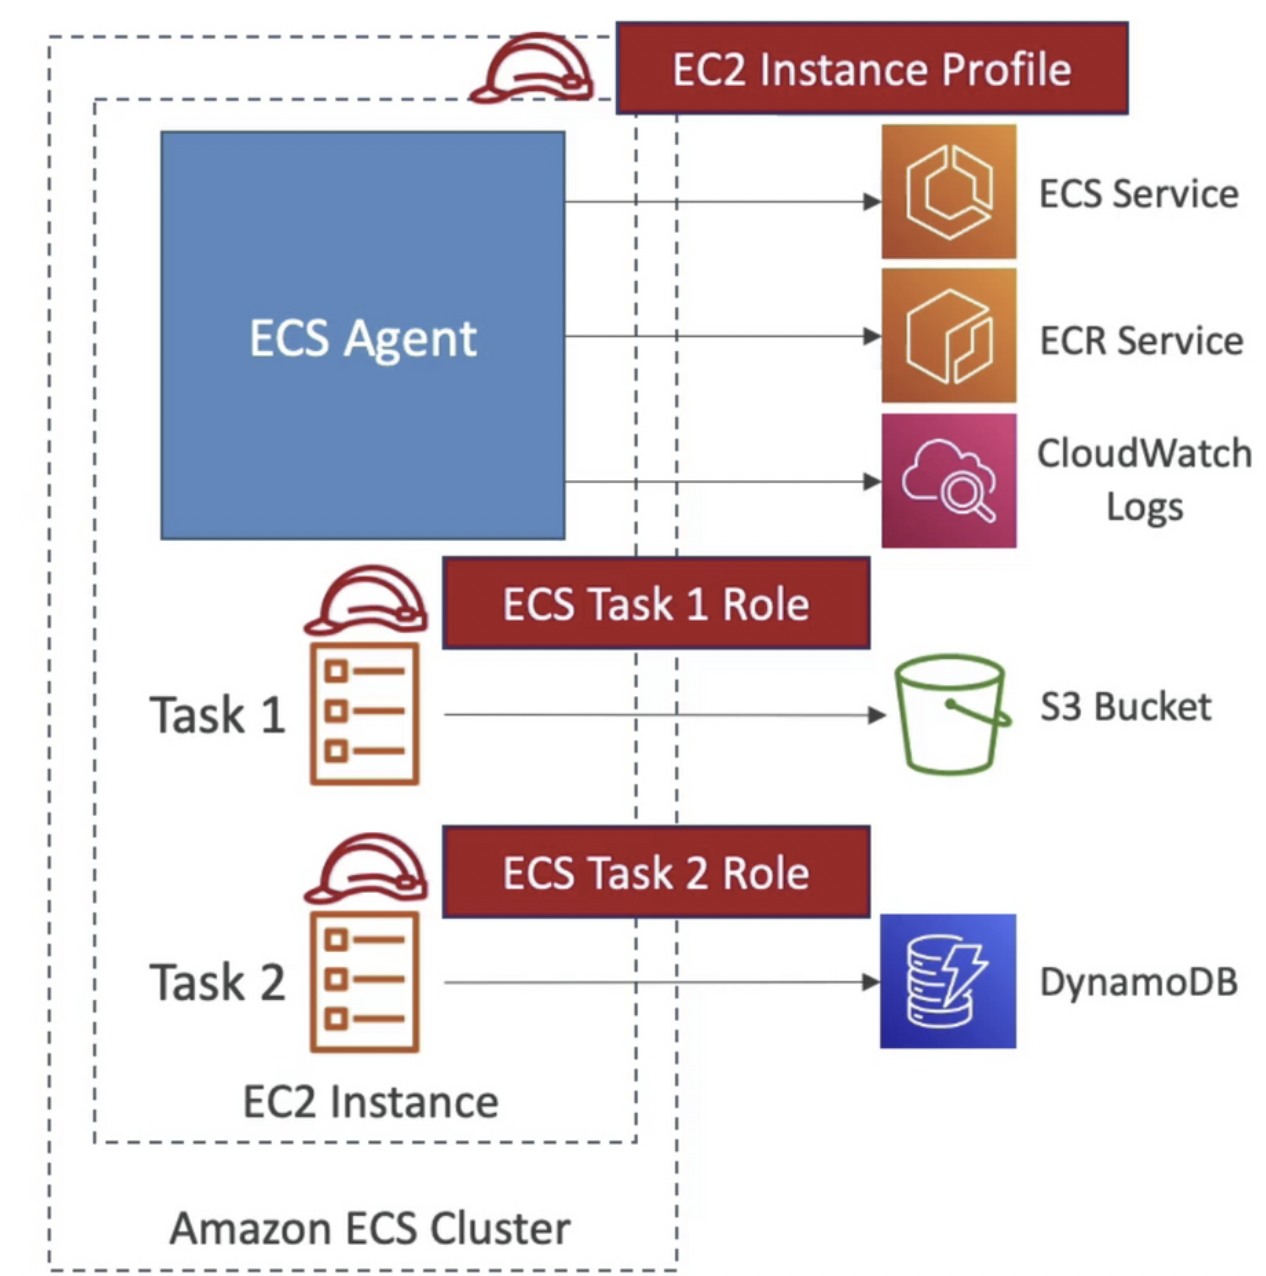 EC2 Instance Profile
ECS Agent
ECS Service
ECR Service
CloudWatch
Logs
ECS Task 1 Role
Task 1
S3 Bucket
ECS Task 2 Role
Task 2
DynamoDB
EC2 Instance
Amazon ECS Cluster